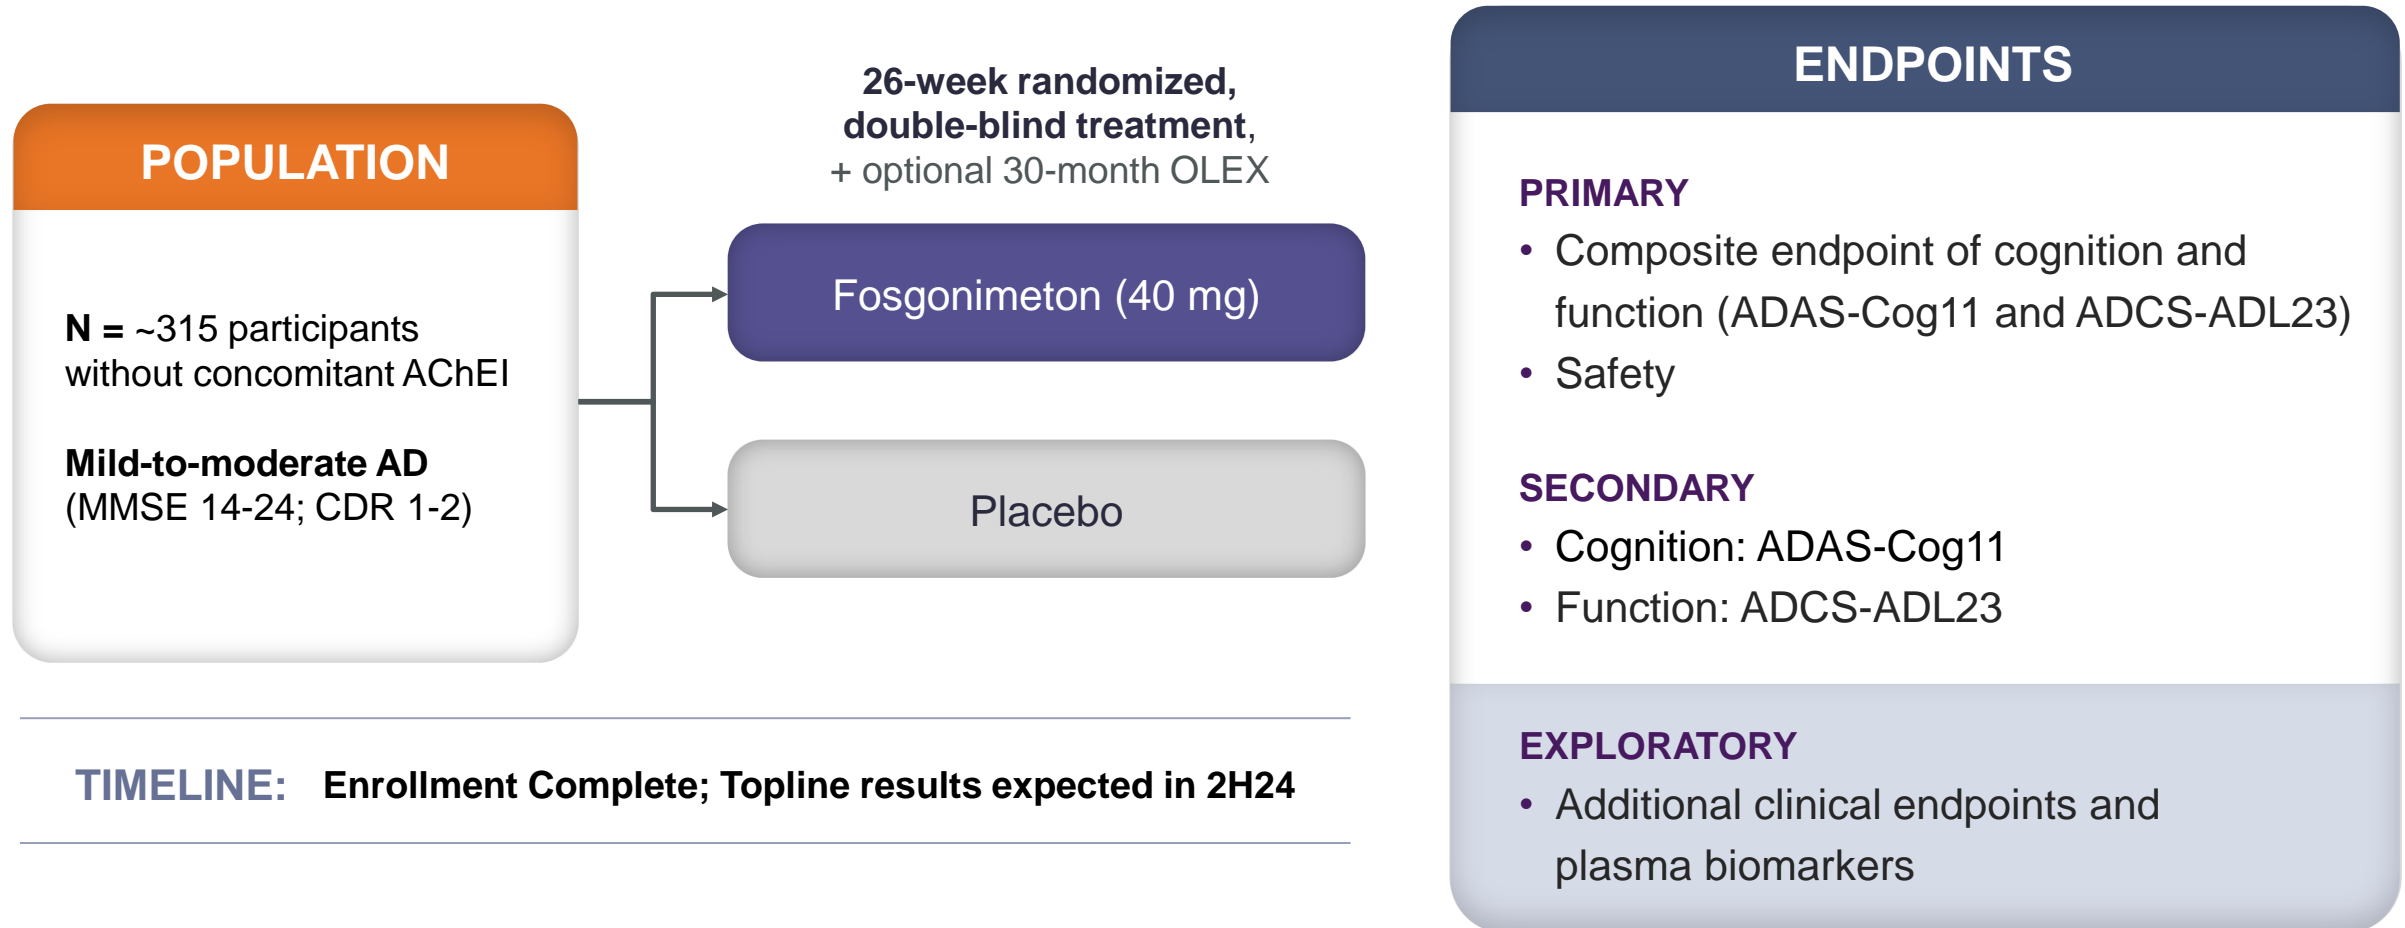 POPULATION
N = ~315 participants
without concomitant AChEI
Mild-to-moderate AD
(MMSE 14-24; CDR 1-2)
26-week randomized,
double-blind treatment,
+ optional 30-month OLEX
Fosgonimeton (40 mg)
Placebo
TIMELINE: Enrollment Complete; Topline results expected in 2H24
ENDPOINTS
PRIMARY
• Composite endpoint of cognition and
function (ADAS-Cog11 and ADCS-ADL23)
• Safety
SECONDARY
• Cognition: ADAS-Cog11
• Function: ADCS-ADL23
EXPLORATORY
• Additional clinical endpoints and
plasma biomarkers